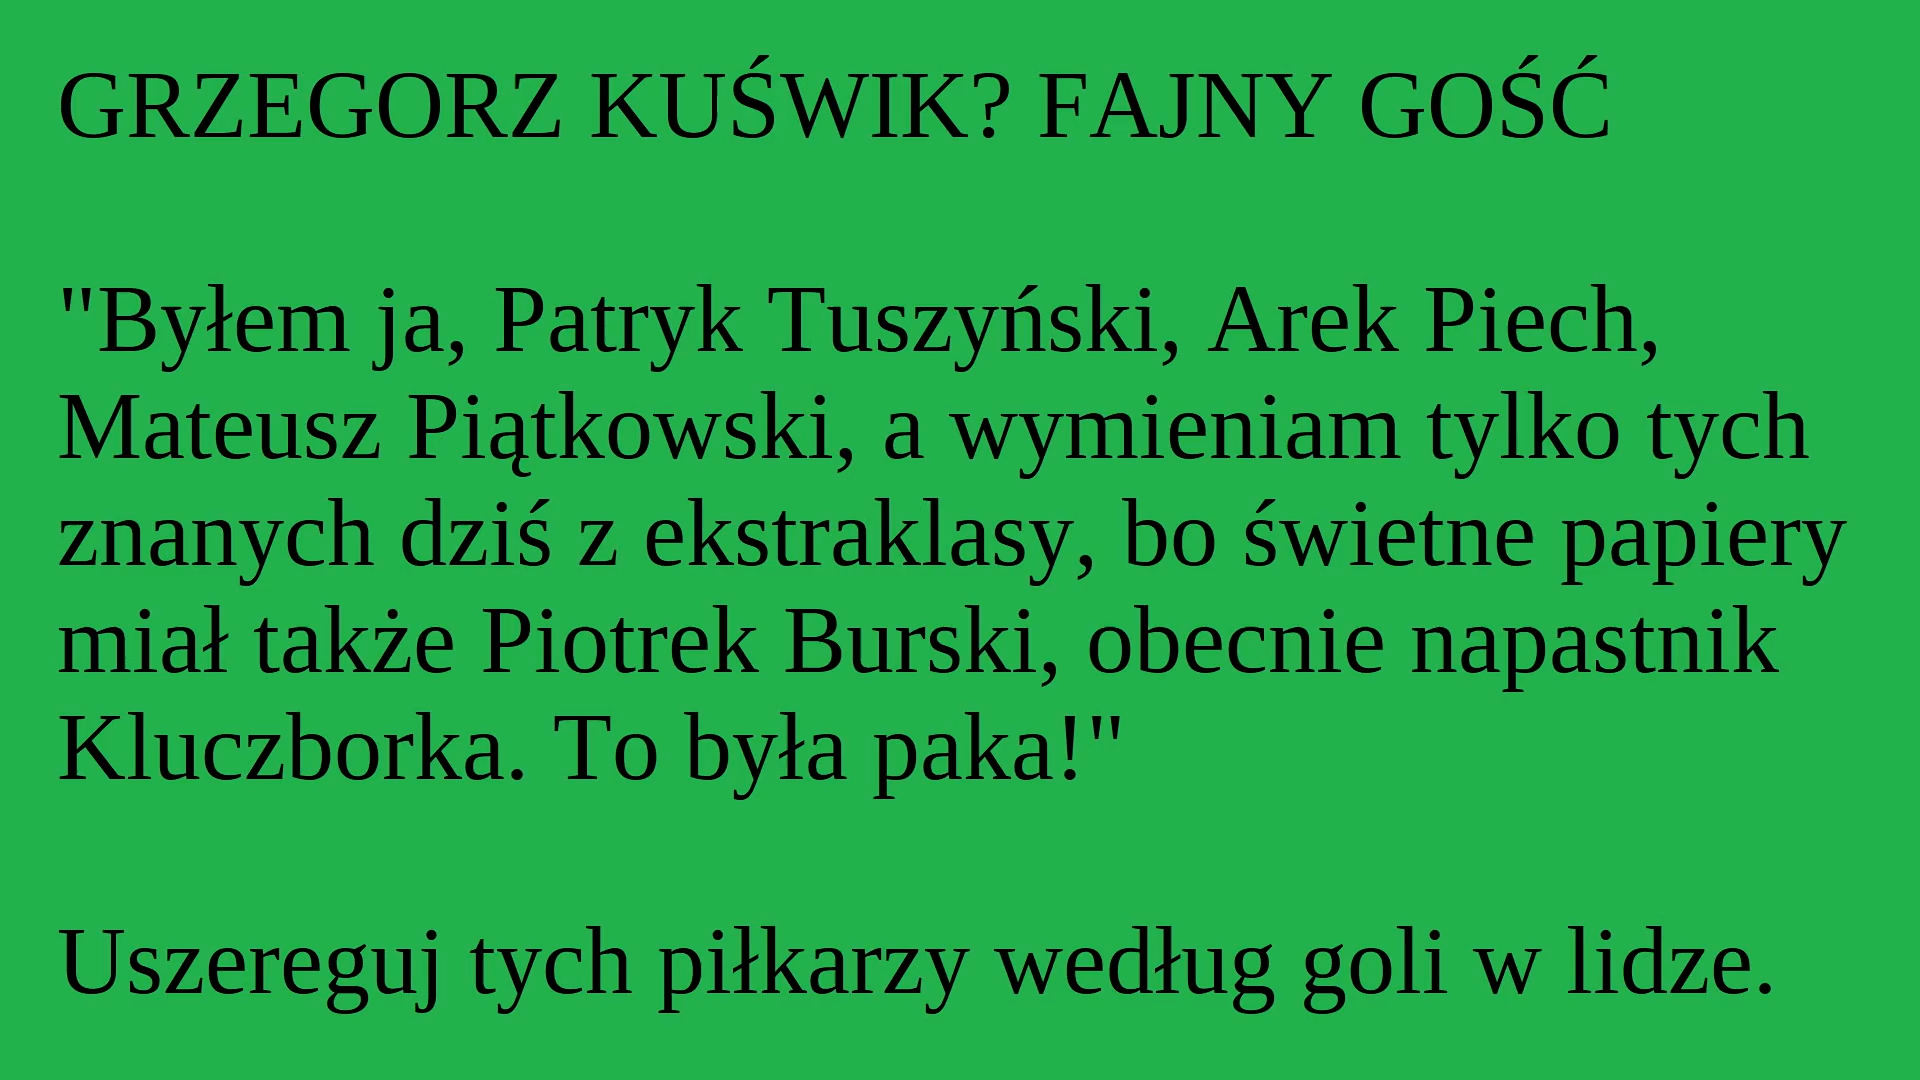 GRZEGORZ KUŚWIK? FAJNY GOŚĆ
"Byłem ja, Patryk Tuszyński, Arek Piech,
Mateusz Piątkowski, a wymieniam tylko tych
znanych dziś z ekstraklasy, bo świetne papiery
miał także Piotrek Burski, obecnie napastnik
Kluczborka. To była paka!"
Uszereguj tych piłkarzy według goli w lidze.